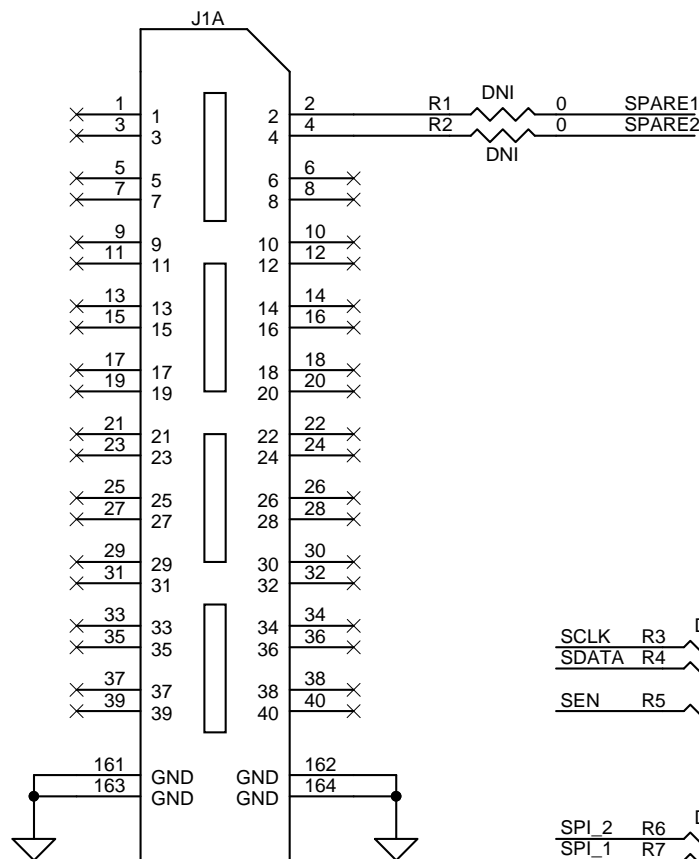 J1A
DNI
1 1 2 2 R1 0 SPARE1
3 3 4 4 R2 0 SPARE2
DNI
5 5 6 6
7 7 8 8
9 9 10 10
11 11 12 12
13 13 14 14
15 15 16 16
17 17 18 18
19 19 20 20
21 21 22 22
23 23 24 24
25 25 26 26
27 27 28 28
29 29 30 30
31 31 32 32
33 33 34 34
35 35 36 36
37 37 38 38
39 39 40 40
161 GND GND 162
163 GND GND 164
D
SCLK R3
SDATA R4
SEN R5
D
SPI_2 R6
SPI_1 R7